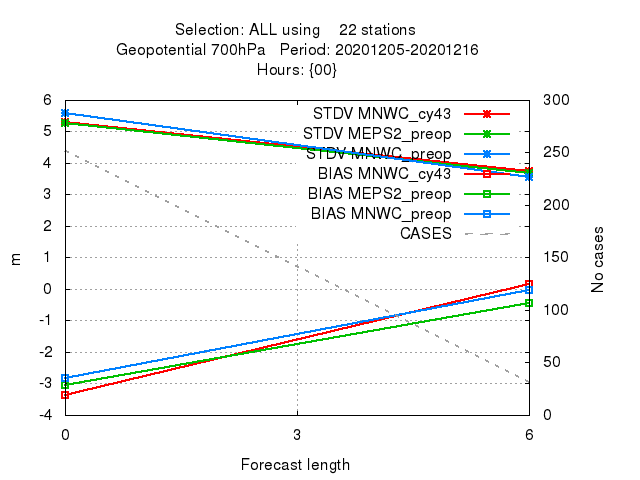 Selection: ALL using    22 stations
Geopotential 700hPa   Period: 20201205-20201216
Hours: {00}
STDV MNWC_cy43
STDV MEPS2_preop
STDV MNWC_preop
BIAS MNWC_cy43
BIAS MEPS2_preop
BIAS MNWC_preop
CASES
6
5
4
3
2
1
0
-1
-2
-3
-4
m
300
250
200
150
100
50
0
No cases
0 3 6
Forecast length